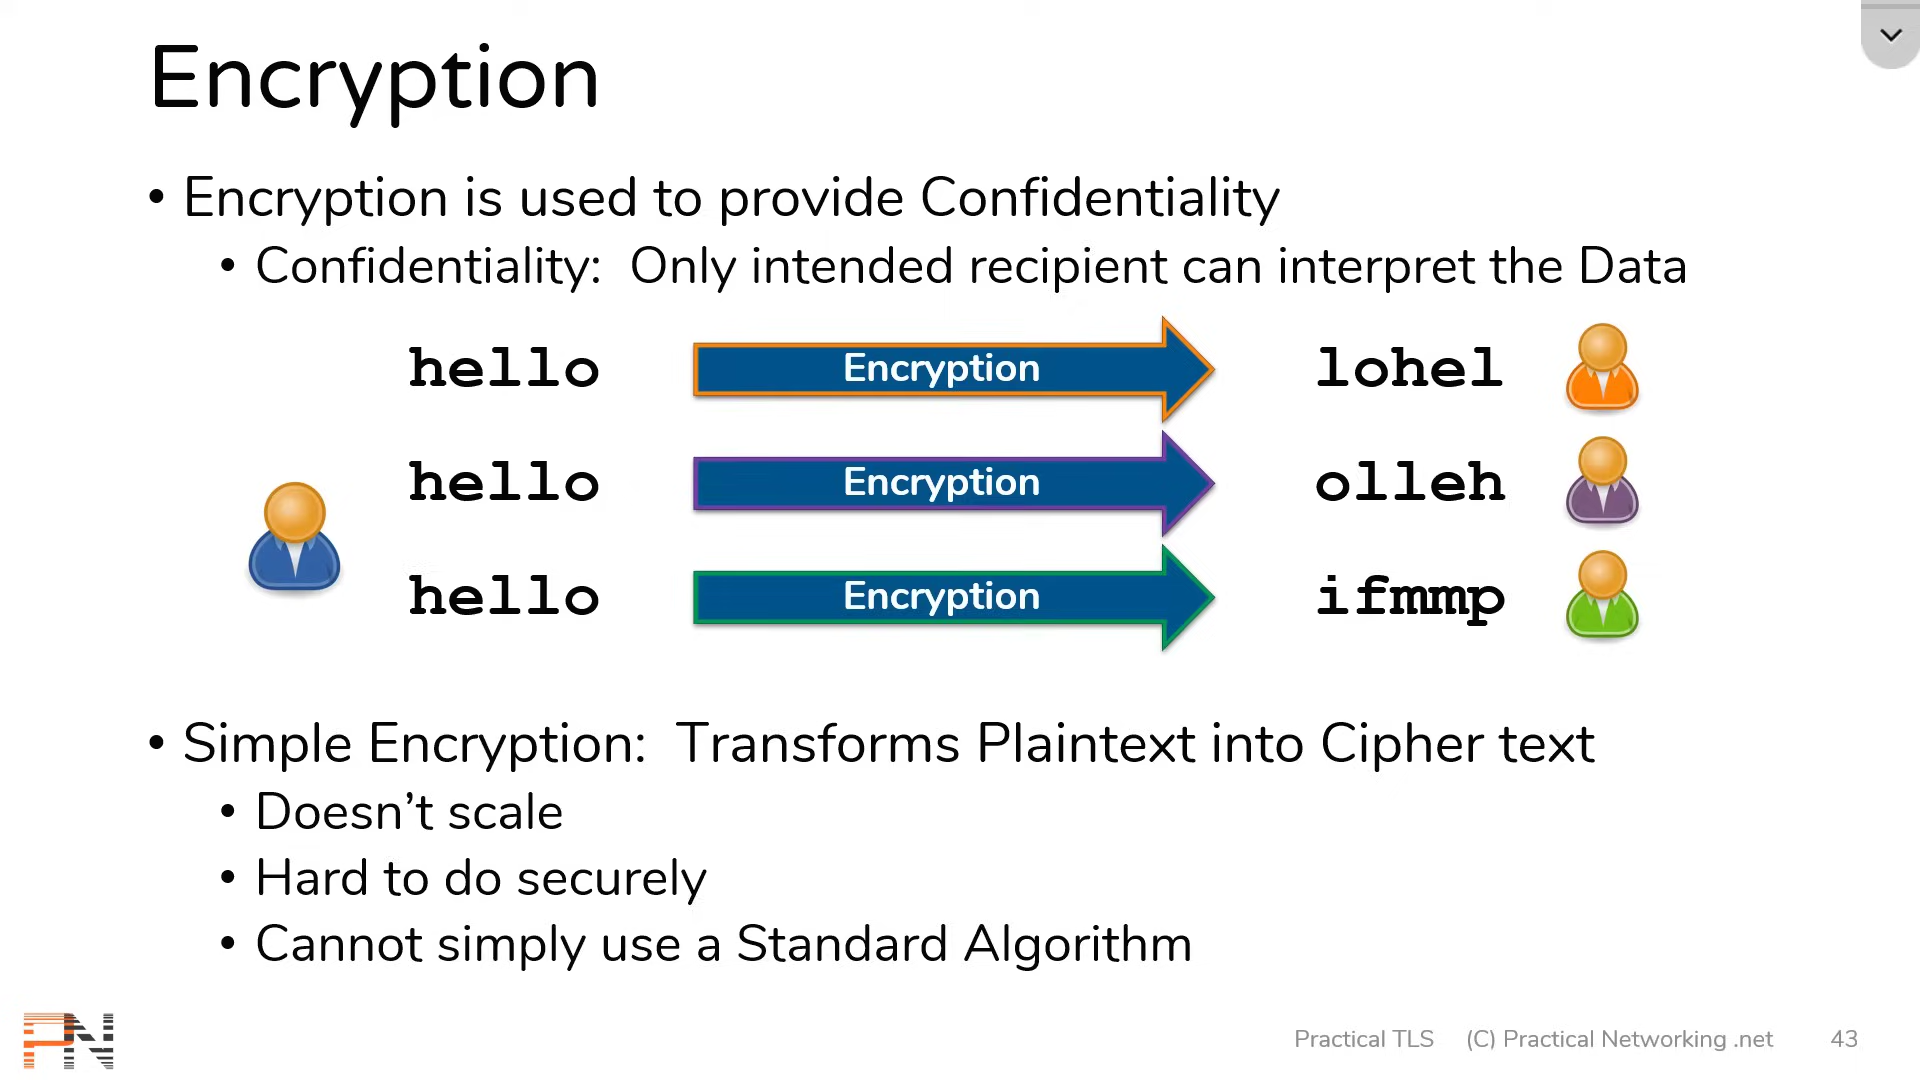 Encryption
• Encryption is used to provide Confidentiality
• Confidentiality:  Only intended recipient can interpret the Data
hello Encryption lohel
hello Encryption olleh
hello Encryption ifmmp
• Simple Encryption:  Transforms Plaintext into Cipher text
• Doesn’t scale
• Hard to do securely
• Cannot simply use a Standard Algorithm
PN
Practical TLS (C) Practical Networking .net 43